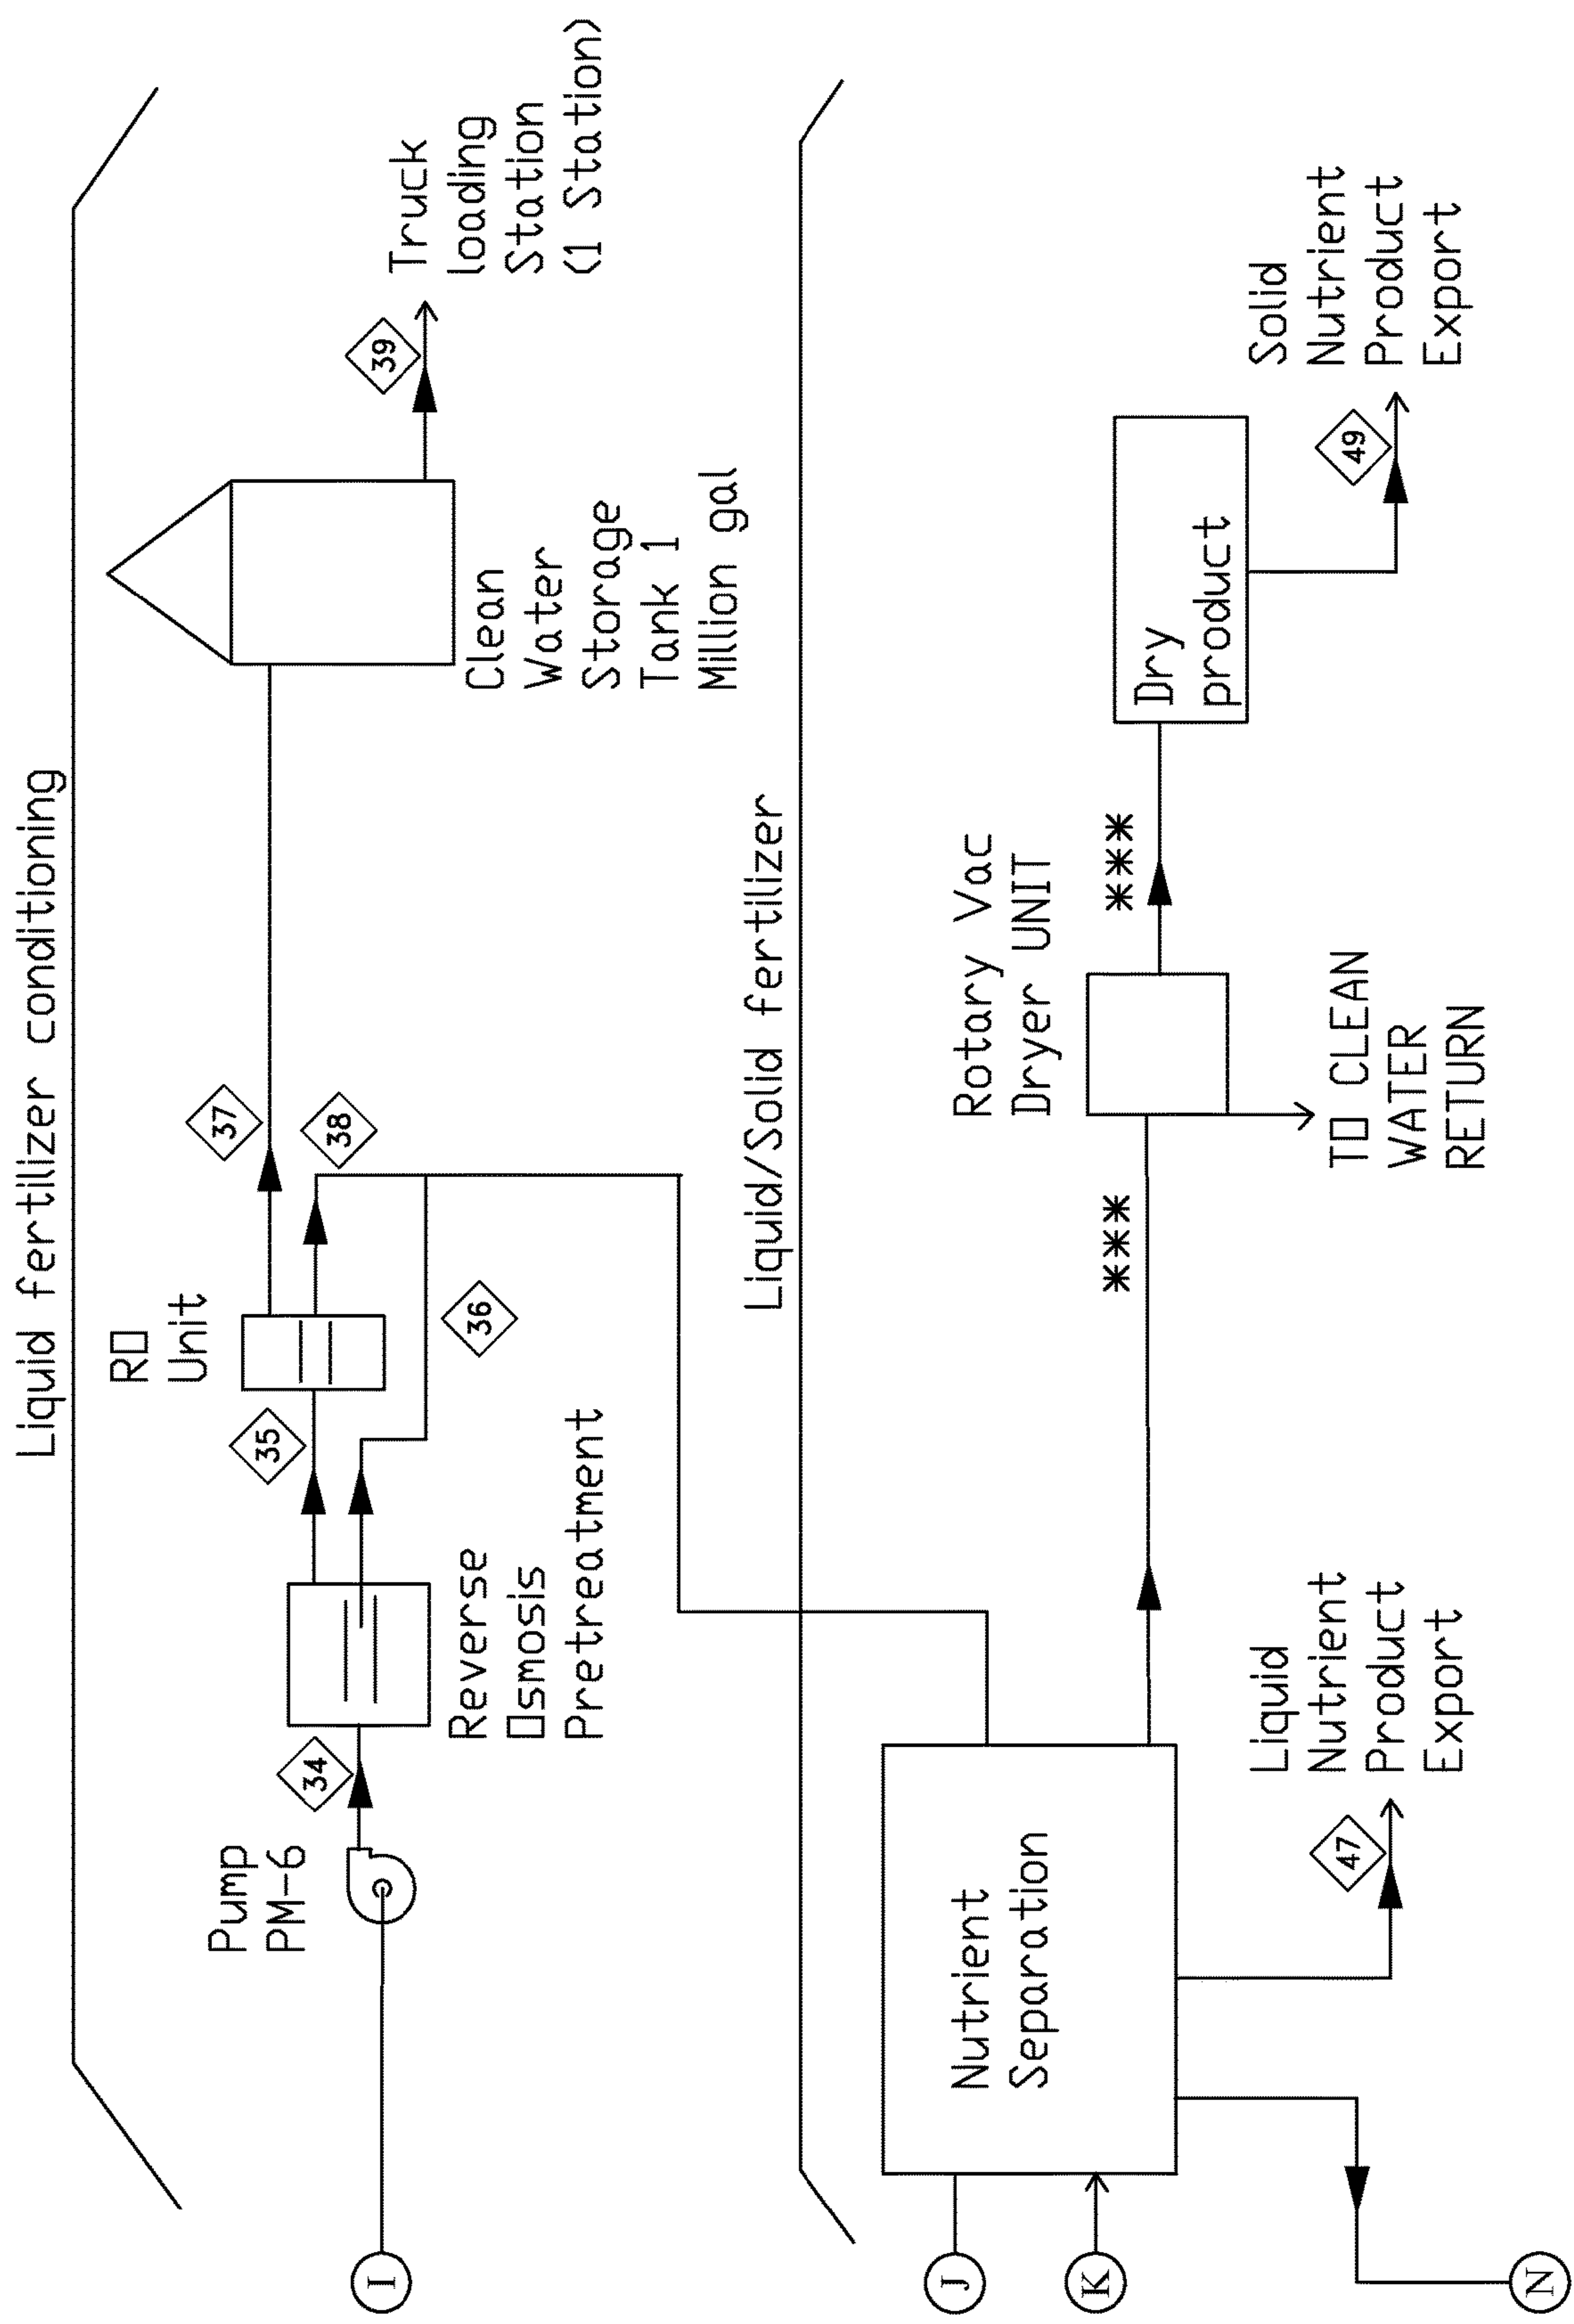 Liquid fertilizer conditioning
RO
Unit
37
Pump
PM-6
34
35
38
39
Truck
loading
Station
(1 Station)
36
Reverse
Osmosis
Pretreatment
Clean
Water
Storage
Tank 1
Million gal
I
Liquid/Solid fertilizer
Rotary Vac
Dryer UNIT
J
K
Nutrient
Separation
***
***
Dry
product
47
Liquid
Nutrient
Product
Export
TO CLEAN
WATER
RETURN
49
Solid
Nutrient
Product
Export
N